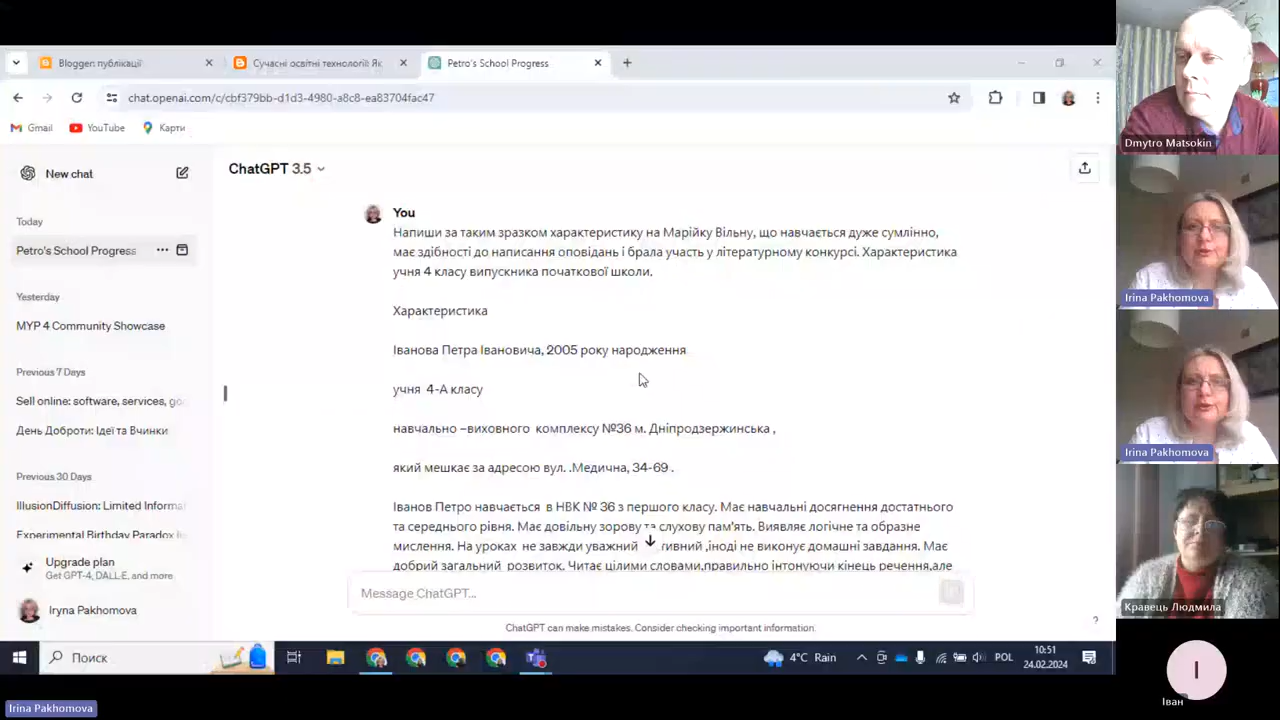 Blogger: публікації
Сучасні освітні технології: Як
Petro's School Progress
chat.openai.com/c/cbf379bb-d1d3-4980-a8c8-ea83704fac47
Gmail
YouTube
Карти
New chat
Today
Petro's School Progress
Yesterday
MYP 4 Community Showcase
Previous 7 Days
Sell online: software, services, go
День Доброти: Ідеї та Вчинки
Previous 30 Days
IllusionDiffusion: Limited Informa
Experimental Birthday Paradox
Upgrade plan
Get GPT-4, DALL·E, and more
Iryna Pakhomova
ChatGPT 3.5
You
Напиши за таким зразком характеристику на Марійку Вільну, що навчається дуже сумлінно,
має здібності до написання оповідань і брала участь у літературному конкурсі. Характеристика
учня 4 класу випускника початкової школи.
Характеристика
Іванова Петра Івановича, 2005 року народження
учня 4-А класу
навчально –виховного комплексу №36 м. Дніпродзержинська ,
який мешкає за адресою вул. .Медична, 34-69 .
Іванов Петро навчається в НВК № 36 з першого класу. Має навчальні досягнення достатнього
та середнього рівня. Має довільну зорову та слухову пам'ять. Виявляє логічне та образне
мислення. На уроках не завжди уважний тивний ,іноді не виконує домашні завдання. Має
добрий загальний розвиток. Читає цілими словами,правильно інтонуючи кінець речення,але
Message ChatGPT...
ChatGPT can make mistakes. Consider checking important information.
?
Поиск
4°C Rain
POL
10:51
24.02.2024
Dmytro Matsokin
Irina Pakhomova
Irina Pakhomova
Кравець Людмила
І
Іван
Irina Pakhomova